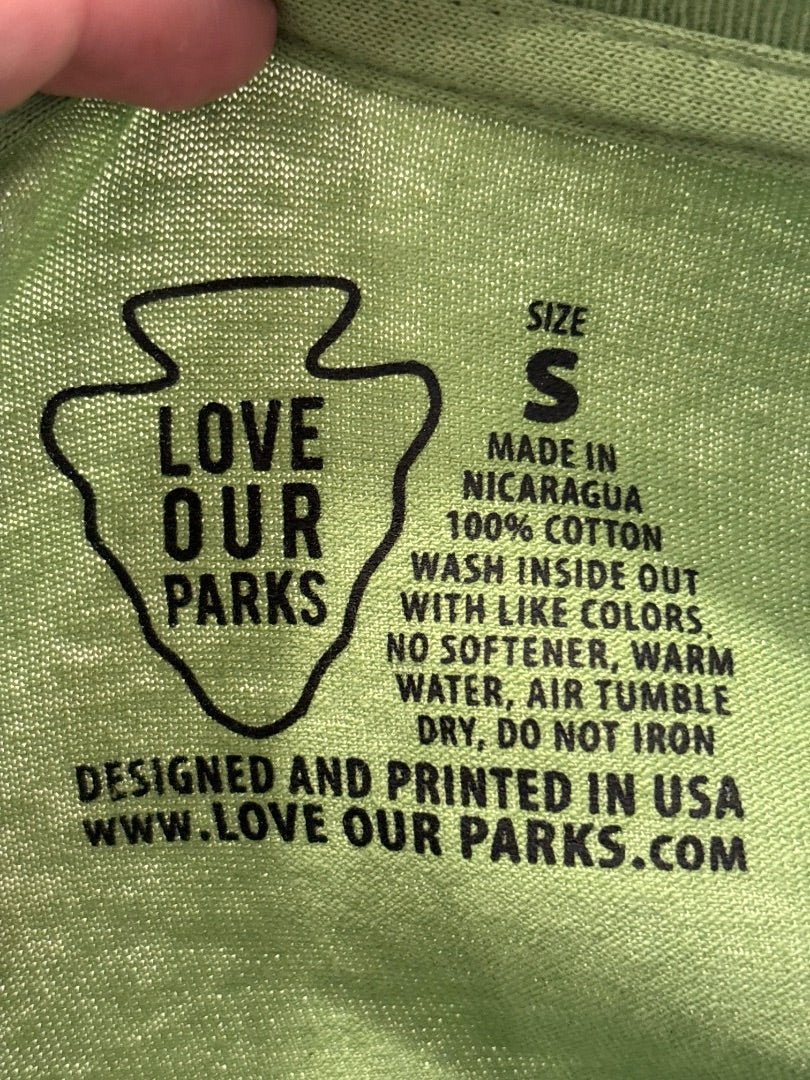 LOVE
OUR
PARKS
SIZE
S
MADE IN
NICARAGUA
100% COTTON
WASH INSIDE OUT
WITH LIKE COLORS,
NO SOFTENER, WARM
WATER, AIR TUMBLE
DRY, DO NOT IRON
DESIGNED AND PRINTED IN USA
WWW.LOVE OUR PARKS.COM